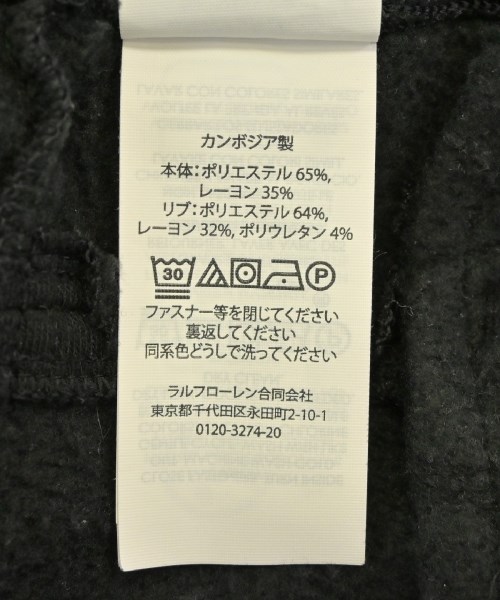 カンボジア製
本体：ポリエステル 65%,
レーヨン 35%
リブ：ポリエステル 64%,
レーヨン 32%, ポリウレタン 4%
30 P
ファスナー等を閉じてください
裏返してください
同系色どうしで洗ってください
ラルフローレン合同会社
東京都千代田区永田町2-10-1
0120-3274-20